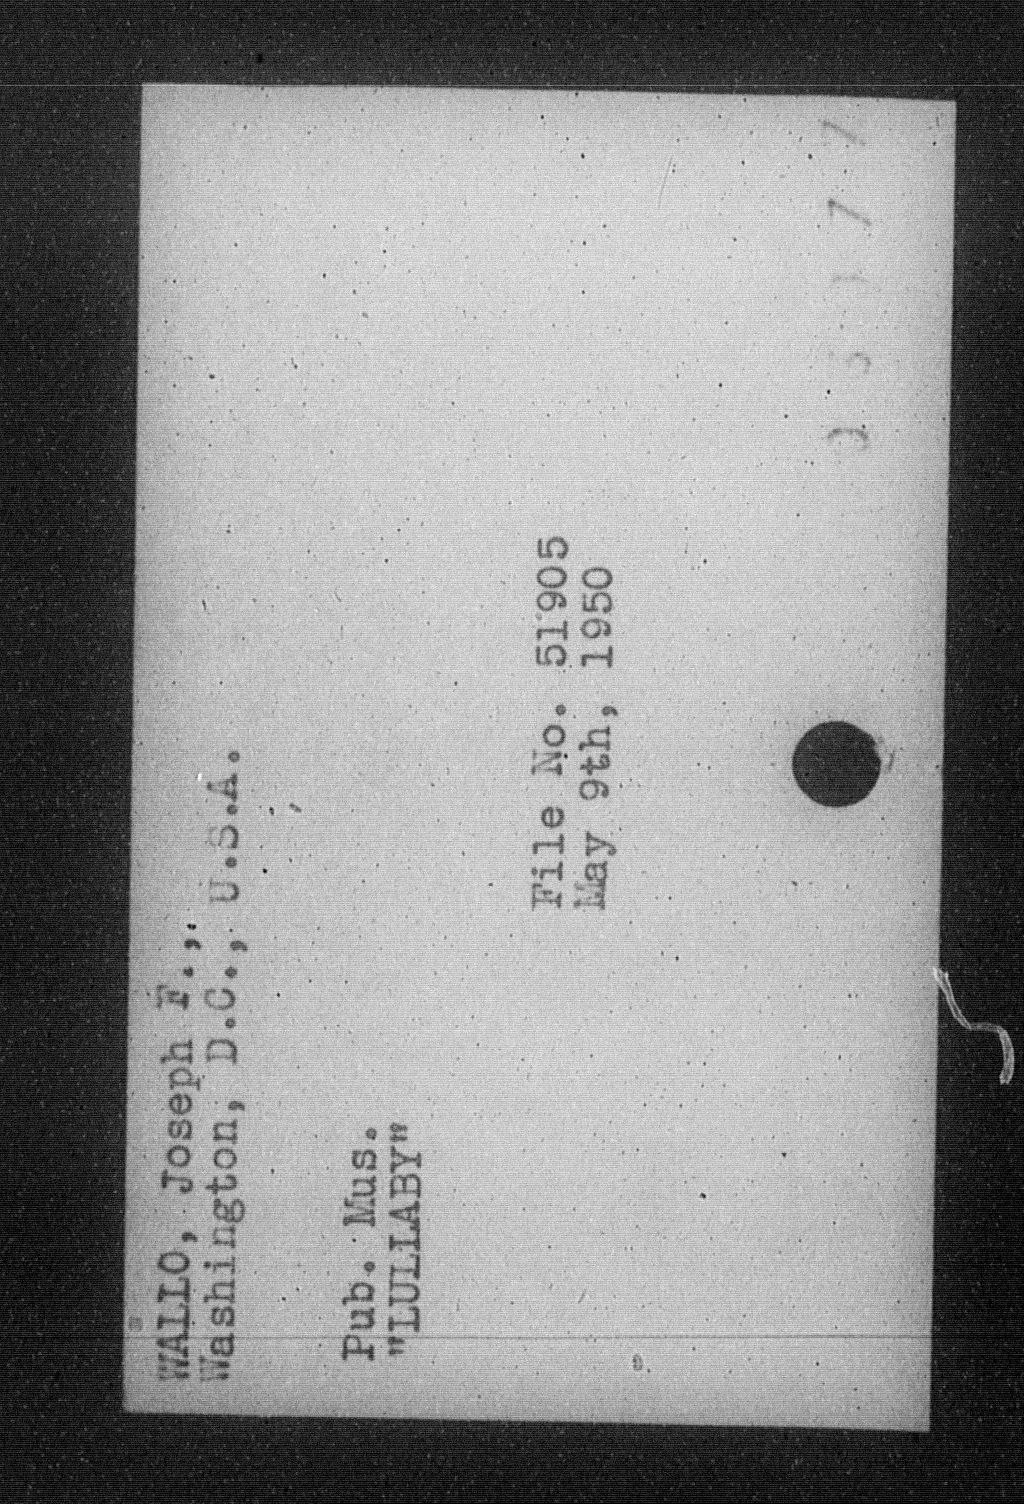 WALLO, Joseph F.,
Washington, D.C., U.S.A.
Pub. Mus.
"LULLABY"
File No. 51905
May 9th, 1950